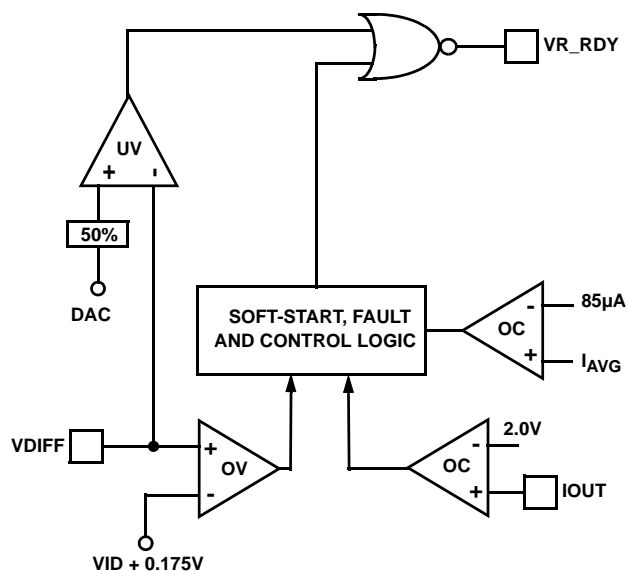 VR_RDY
UV
+ -
50%
DAC
SOFT-START, FAULT
AND CONTROL LOGIC
- 85µA
OC
+ IAVG
VDIFF
+
OV
-
VID + 0.175V
- 2.0V
OC
+ IOUT